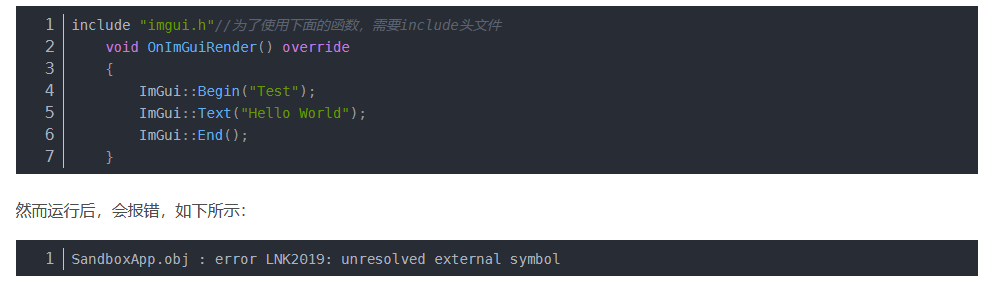 1 include "imgui.h"//为了使用下面的函数，需要include头文件
2     void OnImGuiRender() override
3     {
4         ImGui::Begin("Test");
5         ImGui::Text("Hello World");
6         ImGui::End();
7     }
然而运行后，会报错，如下所示：
1 SandboxApp.obj : error LNK2019: unresolved external symbol